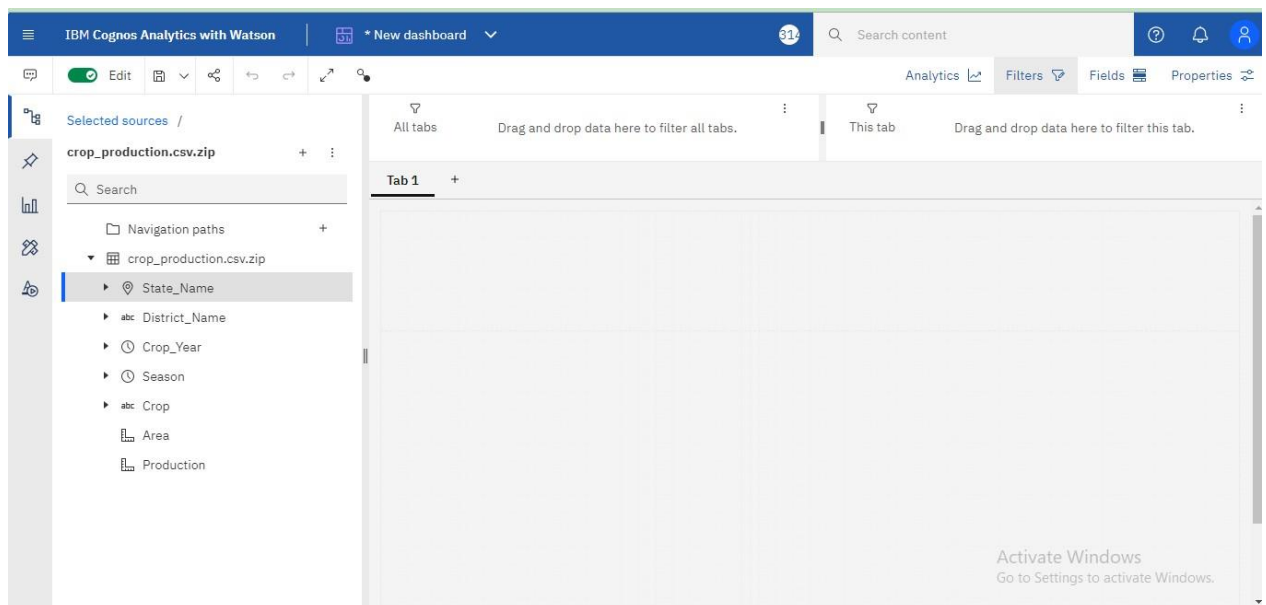 IBM Cognos Analytics with Watson
* New dashboard
314
Search content
Edit
Analytics
Filters
Fields
Properties
Selected sources /
All tabs
Drag and drop data here to filter all tabs.
This tab
Drag and drop data here to filter this tab.
crop_production.csv.zip
Tab 1
Search
Navigation paths
crop_production.csv.zip
State_Name
abc District_Name
Crop_Year
Season
abc Crop
Area
Production
Activate Windows
Go to Settings to activate Windows.